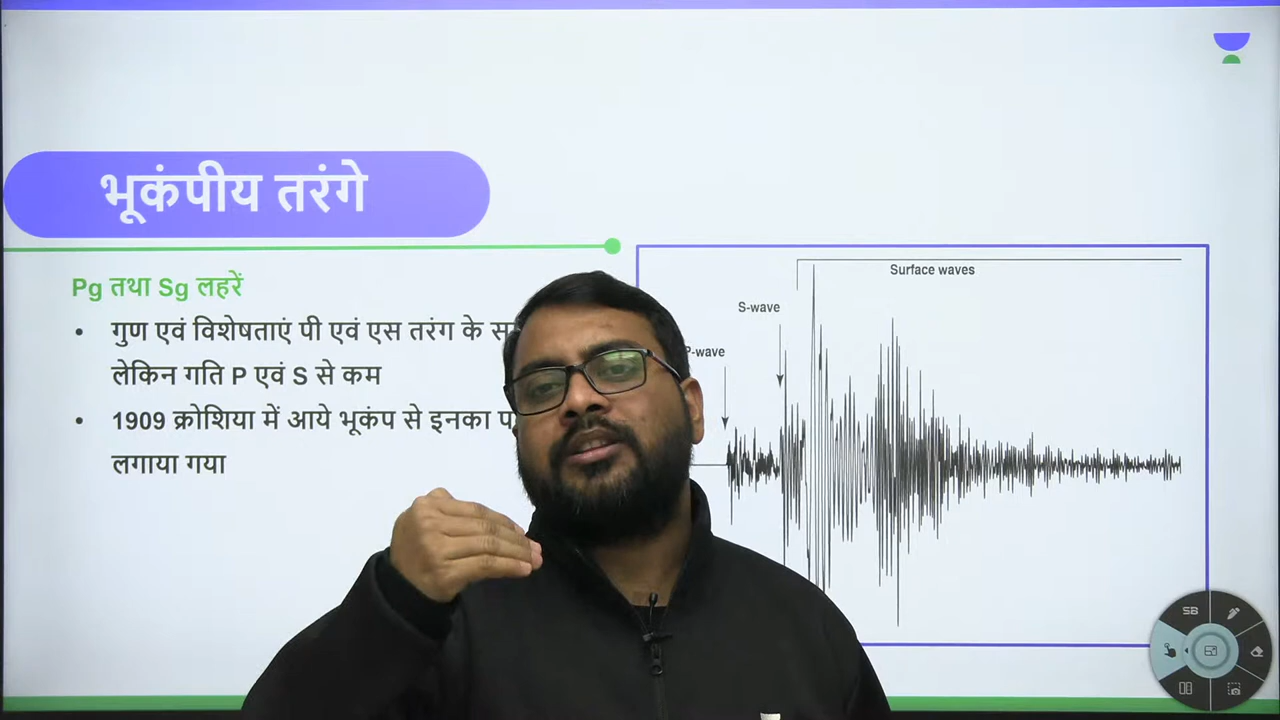 भूकंपीय तरंगे
Pg तथा Sg लहरें
• गुण एवं विशेषताएं पी एवं एस तरंग के
लेकिन गति P एवं S से कम
• 1909 क्रोशिया में आये भूकंप से इनका
लगाया गया
Surface waves
S-wave
P-wave
SB